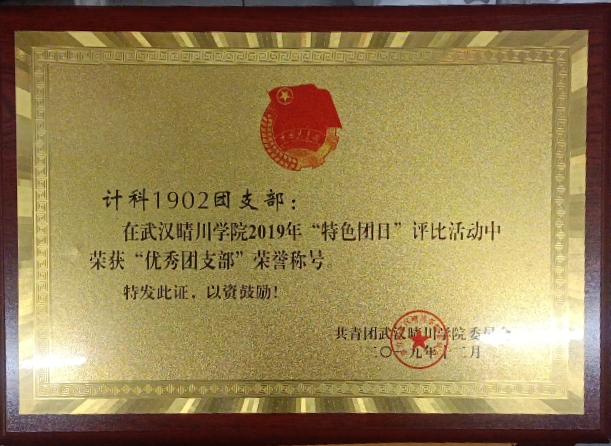 计科1902团支部：
在武汉晴川学院2019年“特色团日”评比活动中
荣获“优秀团支部”荣誉称号。
特发此证，以资鼓励！
共青团武汉晴川学院委员会
二〇一九年十二月